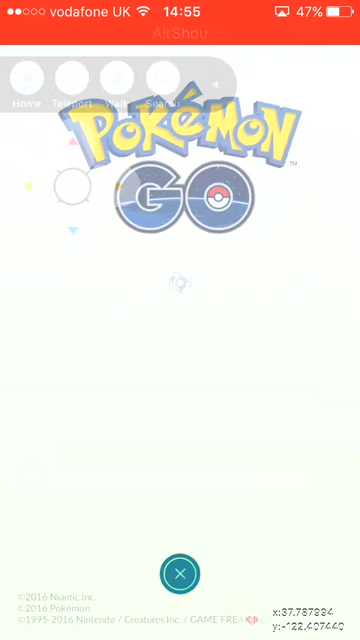 vodafone UK 14:55 47%
AirShou
Home Teleport Walk Search
POKéMON
TM
GO
©2016 Niantic Inc.
©2016 Pokémon.
©1995-2016 Nintendo / Creatures Inc. / GAME FREAK
x:37.787994
y:-122.407440